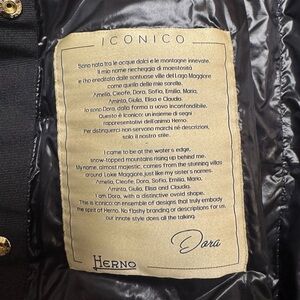 ICONICO
Sono nata tra le acque dolci e le montagne innevate.
Il mio nome riecheggia di maestosità
e l'ho ereditato dalle sontuose ville del Lago Maggiore
come quello delle mie sorelle.
Amelia, Cleofe, Dora, Sofia, Emilia, Maria,
Aminta, Giulia, Elisa e Claudia.
Io sono Dora, dalla forma a uovo inconfondibile.
Questo è Iconico: un insieme di segni
rappresentativi dell'anima Herno.
Per distinguerci non servono marchi né descrizioni,
solo il nostro stile.
I came to be at the water's edge,
snow-topped mountains rising up behind me.
My name, almost majestic, comes from the stunning villas
around Lake Maggiore, just like my sisters' names.
Amelia, Cleofe, Dora, Sofia, Emilia, Maria,
Aminta, Giulia, Elisa and Claudia.
I am Dora, with a distinctive ovoid shape.
This is Iconico: an ensemble of designs that truly embody
the spirit of Herno. No flashy branding or descriptions for us,
our innate style does all the talking.
Dora
HERNO